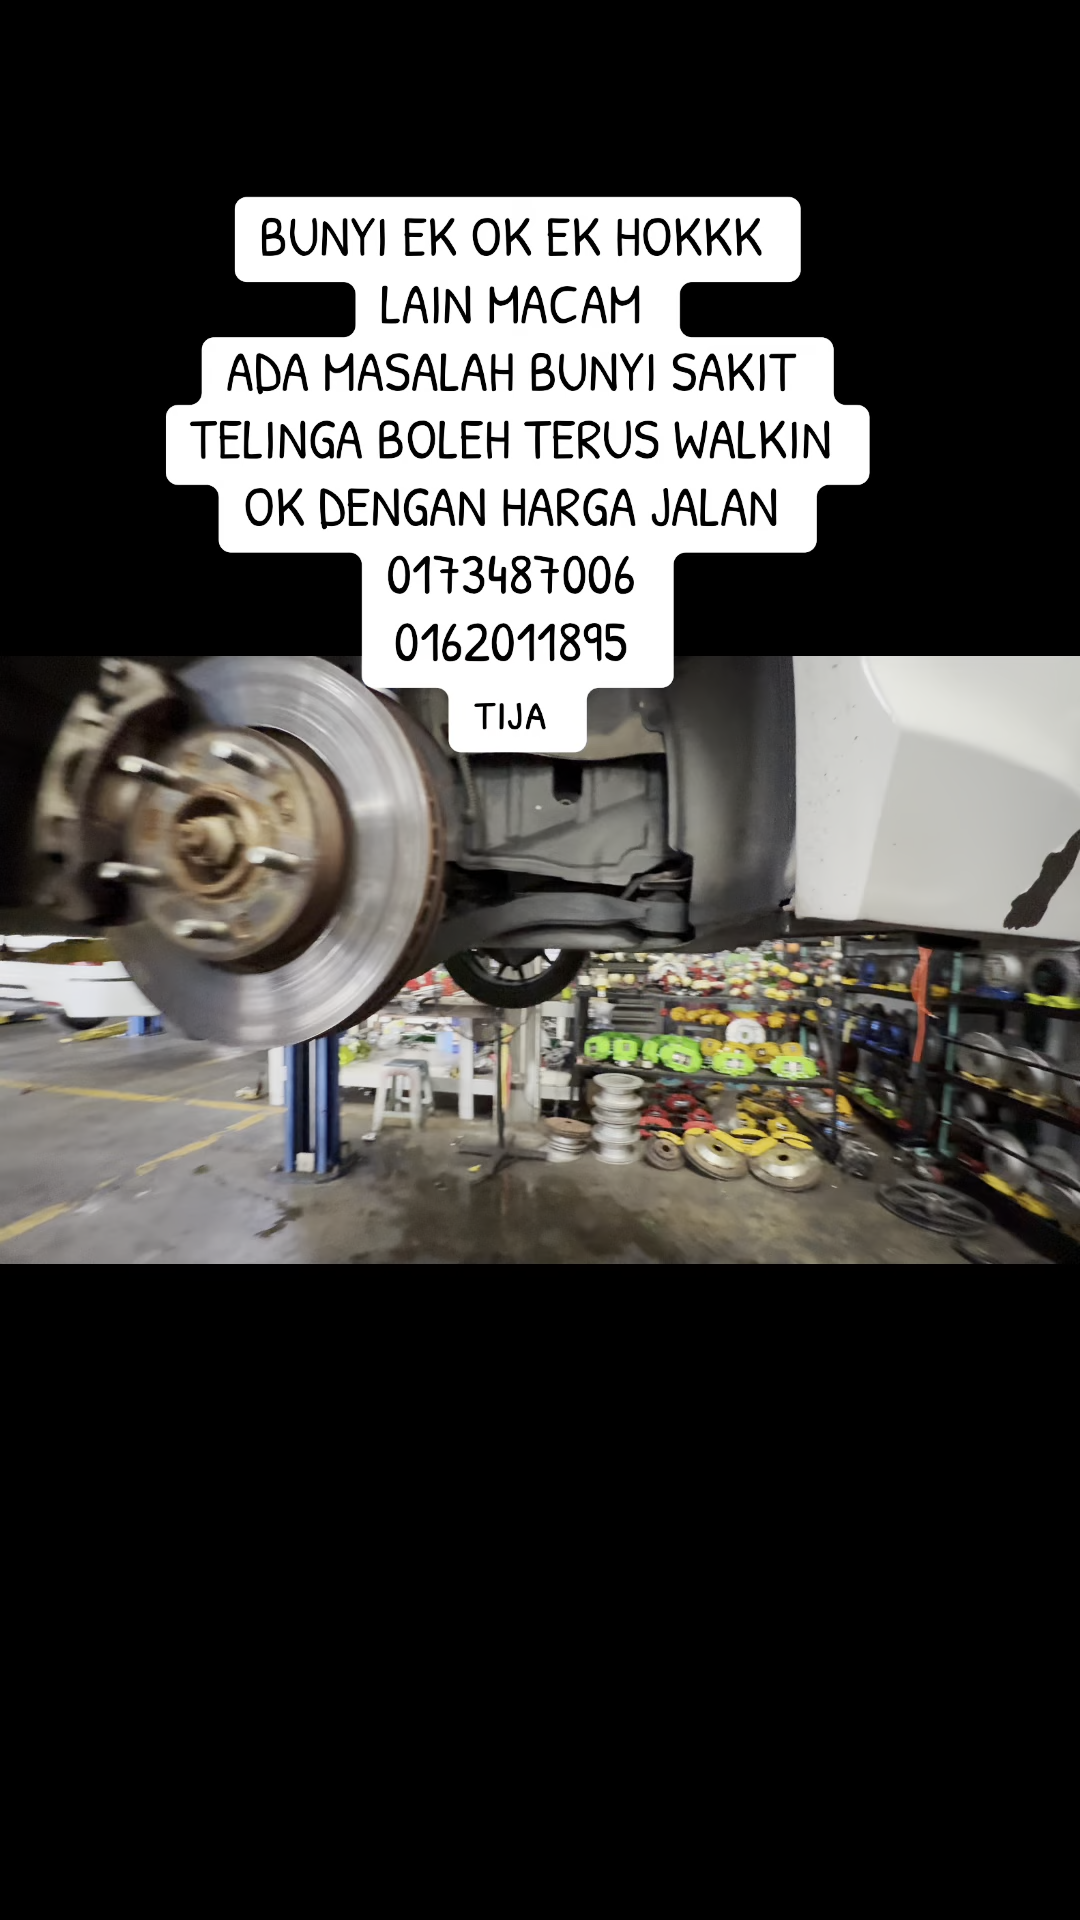 BUNYI EK OK EK HOKKK
LAIN MACAM
ADA MASALAH BUNYI SAKIT
TELINGA BOLEH TERUS WALKIN
OK DENGAN HARGA JALAN
0173487006
0162011895
TIJA